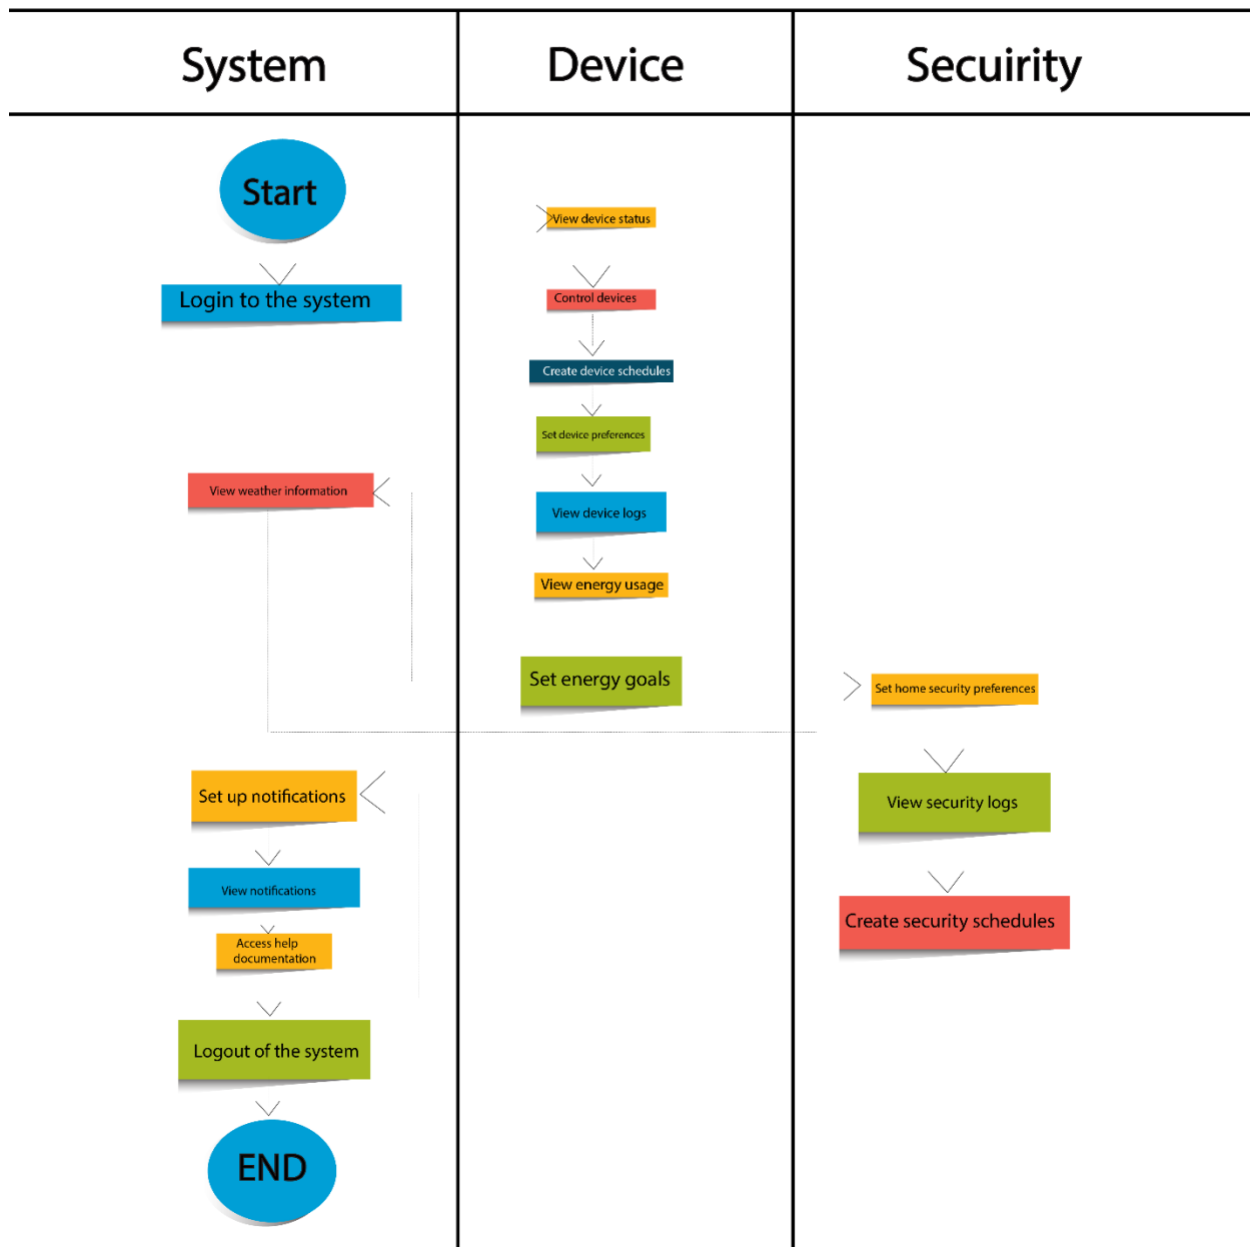 System
Device
Secuirity
Start
Login to the system
View weather information
Set up notifications
View notifications
Access help
documentation
Logout of the system
END
View device status
Control devices
Create device schedules
Set device preferences
View device logs
View energy usage
Set energy goals
Set home security preferences
View security logs
Create security schedules